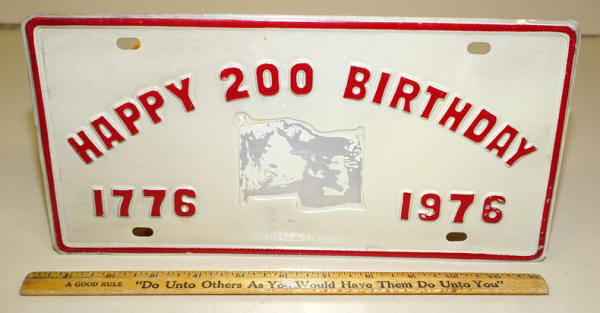 HAPPY 200 BIRTHDAY
1776 1976
A GOOD RULE "Do Unto Others As You Would Have Them Do Unto You"